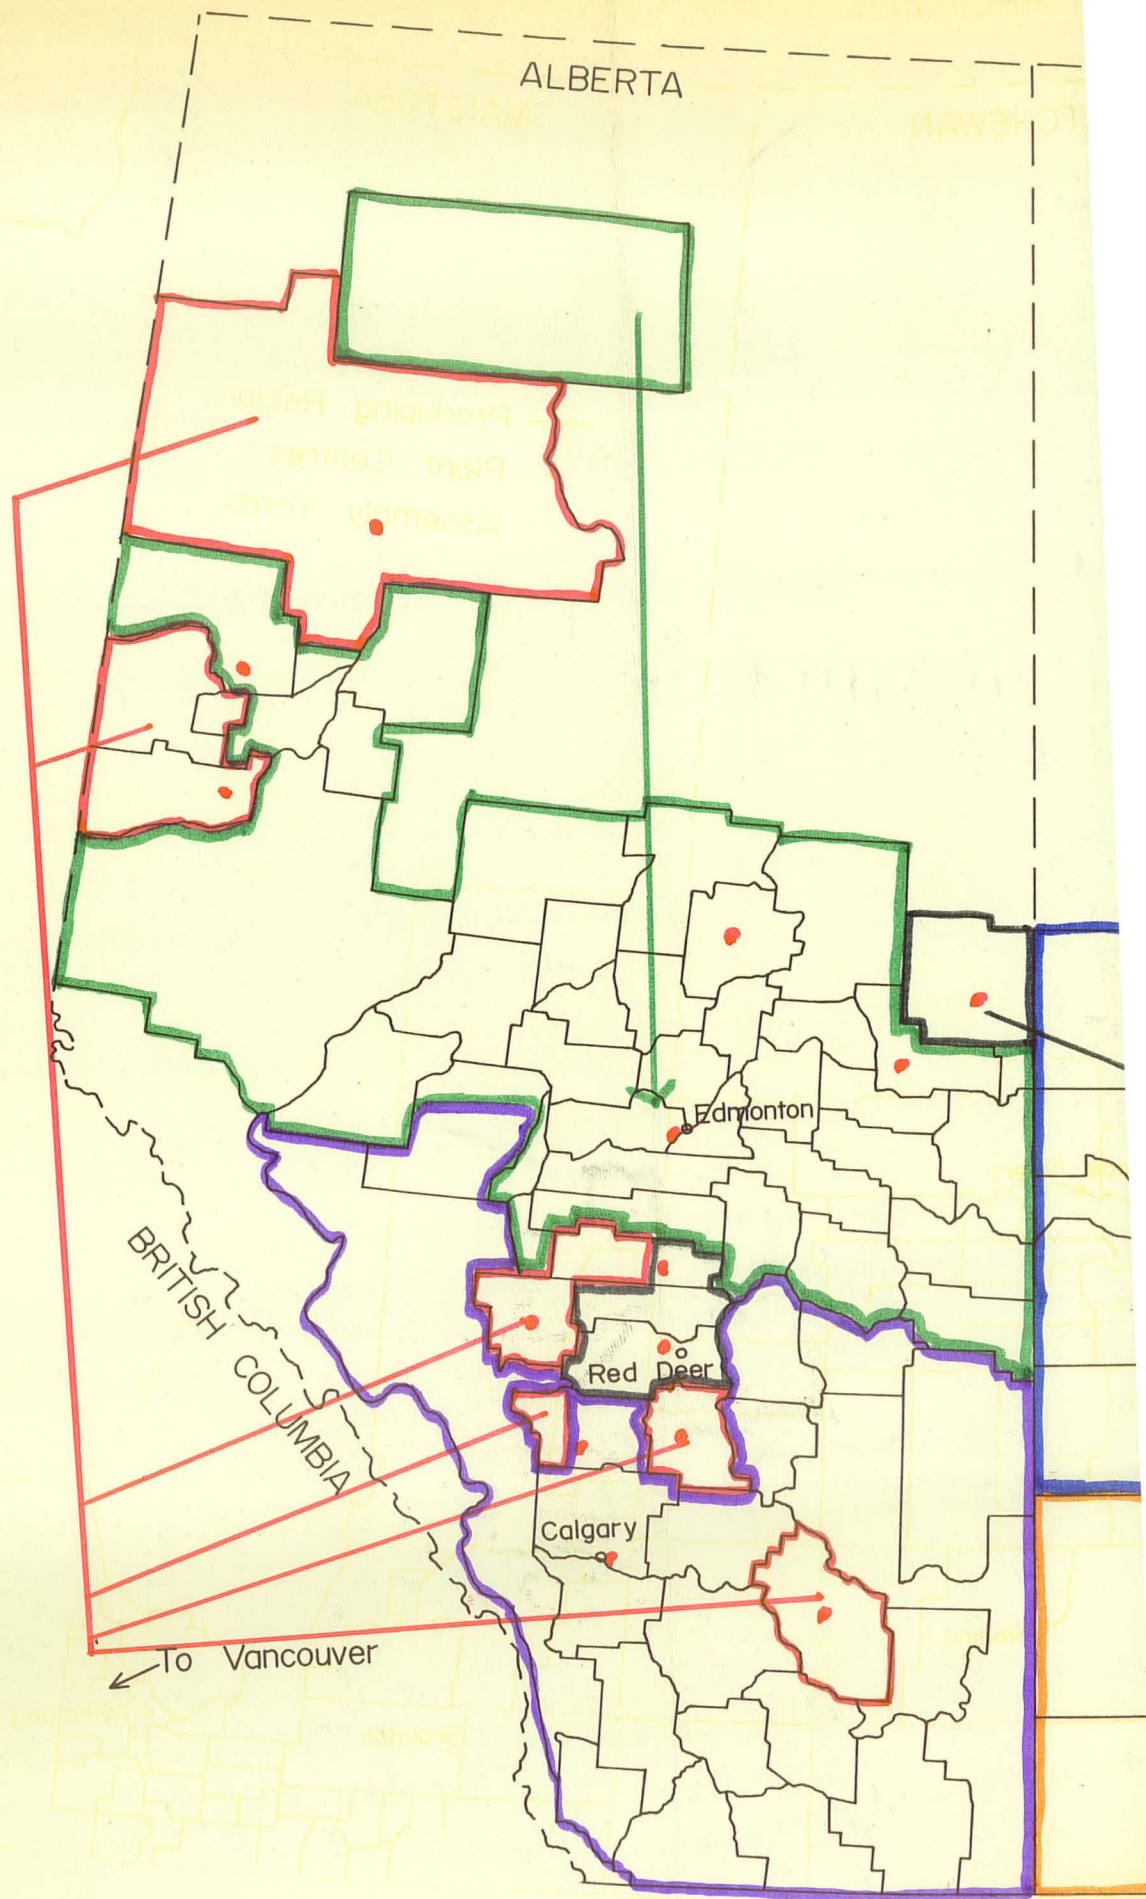 ALBERTA
Edmonton
BRITISH
COLUMBIA
Red Deer
Calgary
To Vancouver